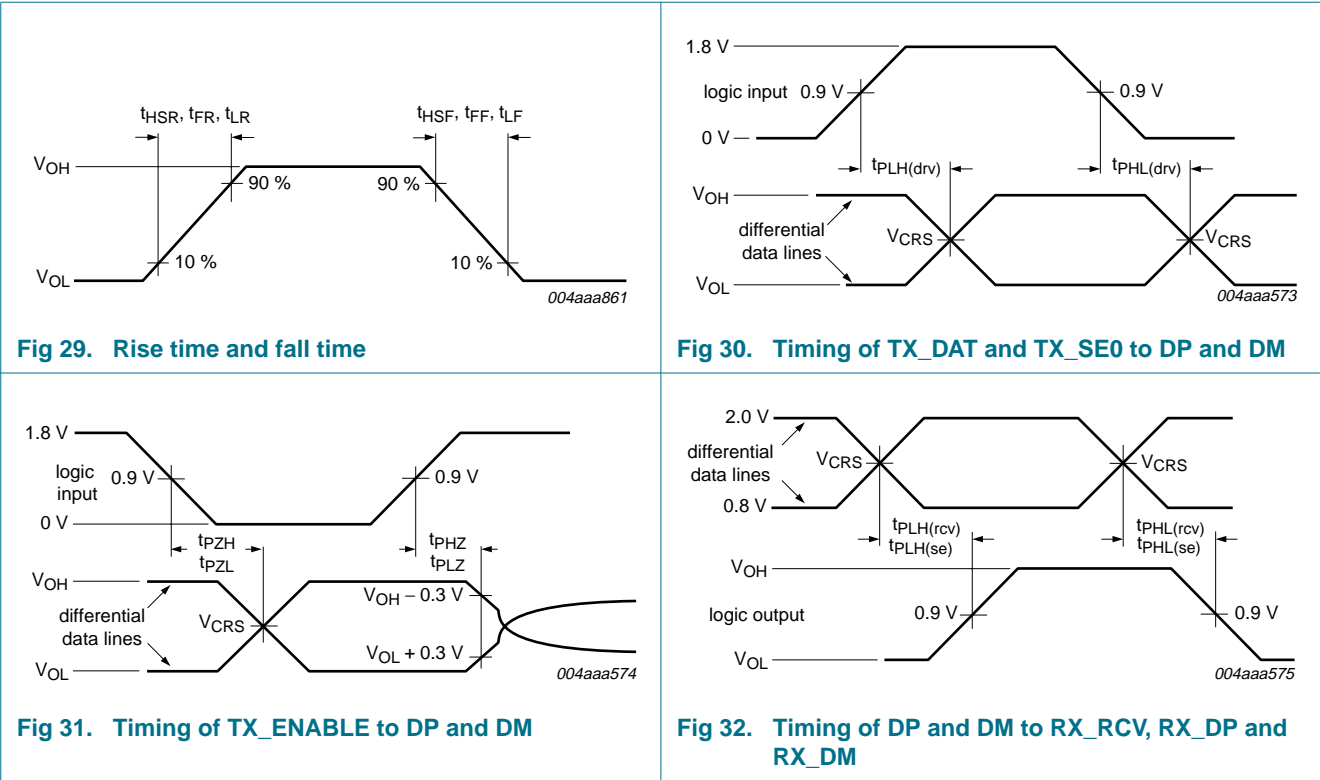 tHSR, tFR, tLR
tHSF, tFF, tLF
VOH
90 %
90 %
10 %
10 %
VOL
004aaa861
Fig 29. Rise time and fall time
1.8 V
logic input 0.9 V
0.9 V
0 V
tPLH(drv)
tPHL(drv)
VOH
differential
data lines
VCRS
VCRS
VOL
004aaa573
Fig 30. Timing of TX_DAT and TX_SE0 to DP and DM
1.8 V
logic
input
0.9 V
0.9 V
0 V
tPZH
tPZL
tPHZ
tPLZ
VOH
VOH – 0.3 V
differential
data lines
VCRS
VOL + 0.3 V
VOL
004aaa574
Fig 31. Timing of TX_ENABLE to DP and DM
2.0 V
differential
data lines
VCRS
VCRS
0.8 V
tPLH(rcv)
tPLH(se)
tPHL(rcv)
tPHL(se)
VOH
logic output
0.9 V
0.9 V
VOL
004aaa575
Fig 32. Timing of DP and DM to RX_RCV, RX_DP and
RX_DM